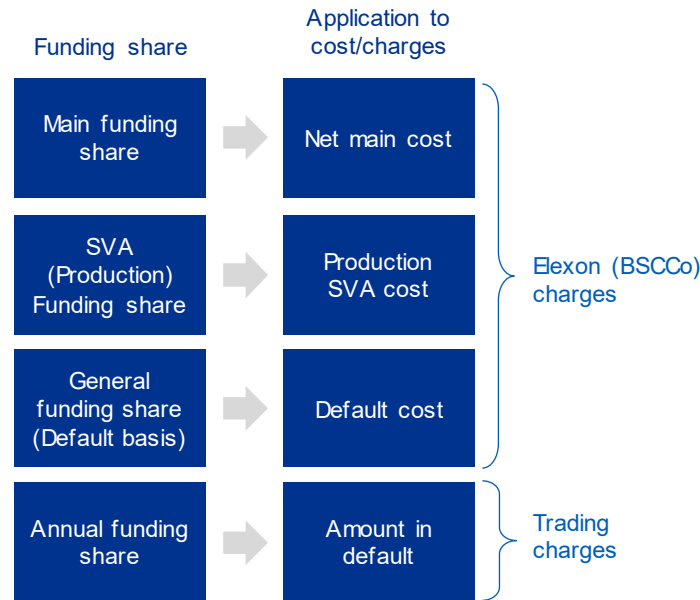 Funding share
Application to
cost/charges
Main funding
share
Net main cost
SVA
(Production)
Funding share
Production
SVA cost
General
funding share
(Default basis)
Default cost
Elexon (BSCCo)
charges
Annual funding
share
Amount in
default
Trading
charges